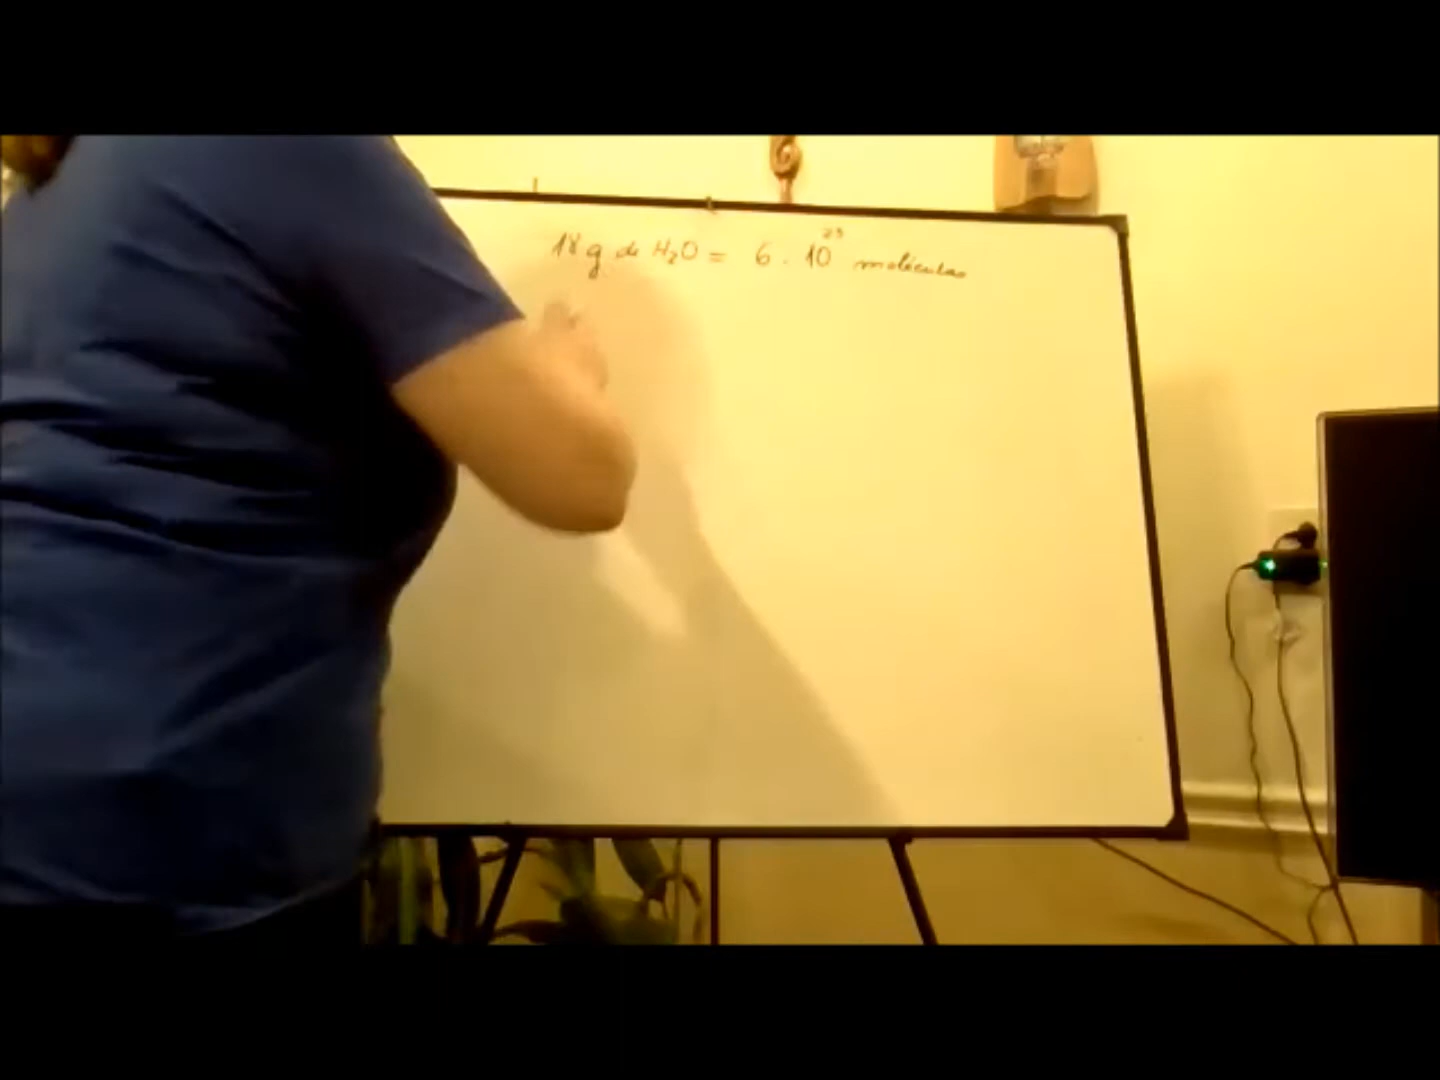 18 g de H₂O = 6 . 10²³ moléculas